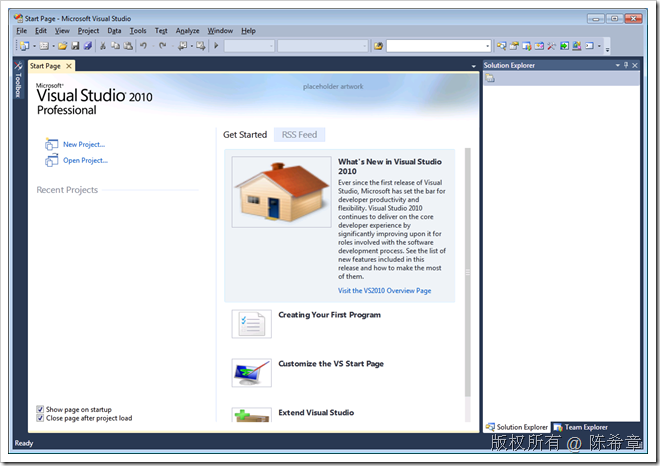 Start Page - Microsoft Visual Studio
File Edit View Project Data Tools Test Analyze Window Help
Toolbox
Start Page
Solution Explorer
Microsoft®
Visual Studio® 2010
Professional
placeholder artwork
New Project...
Open Project...
Recent Projects
Get Started RSS Feed
What's New in Visual Studio
2010
Ever since the first release of Visual
Studio, Microsoft has set the bar for
developer productivity and
flexibility. Visual Studio 2010
continues to deliver on the core
developer experience by
significantly improving upon it for
roles involved with the software
development process. See the list of
new features included in this
release and how to make the most
of them.
Visit the VS2010 Overview Page
Creating Your First Program
Customize the VS Start Page
Extend Visual Studio
Show page on startup
Close page after project load
Solution Explorer Team Explorer
Ready
版权所有 @ 陈希章